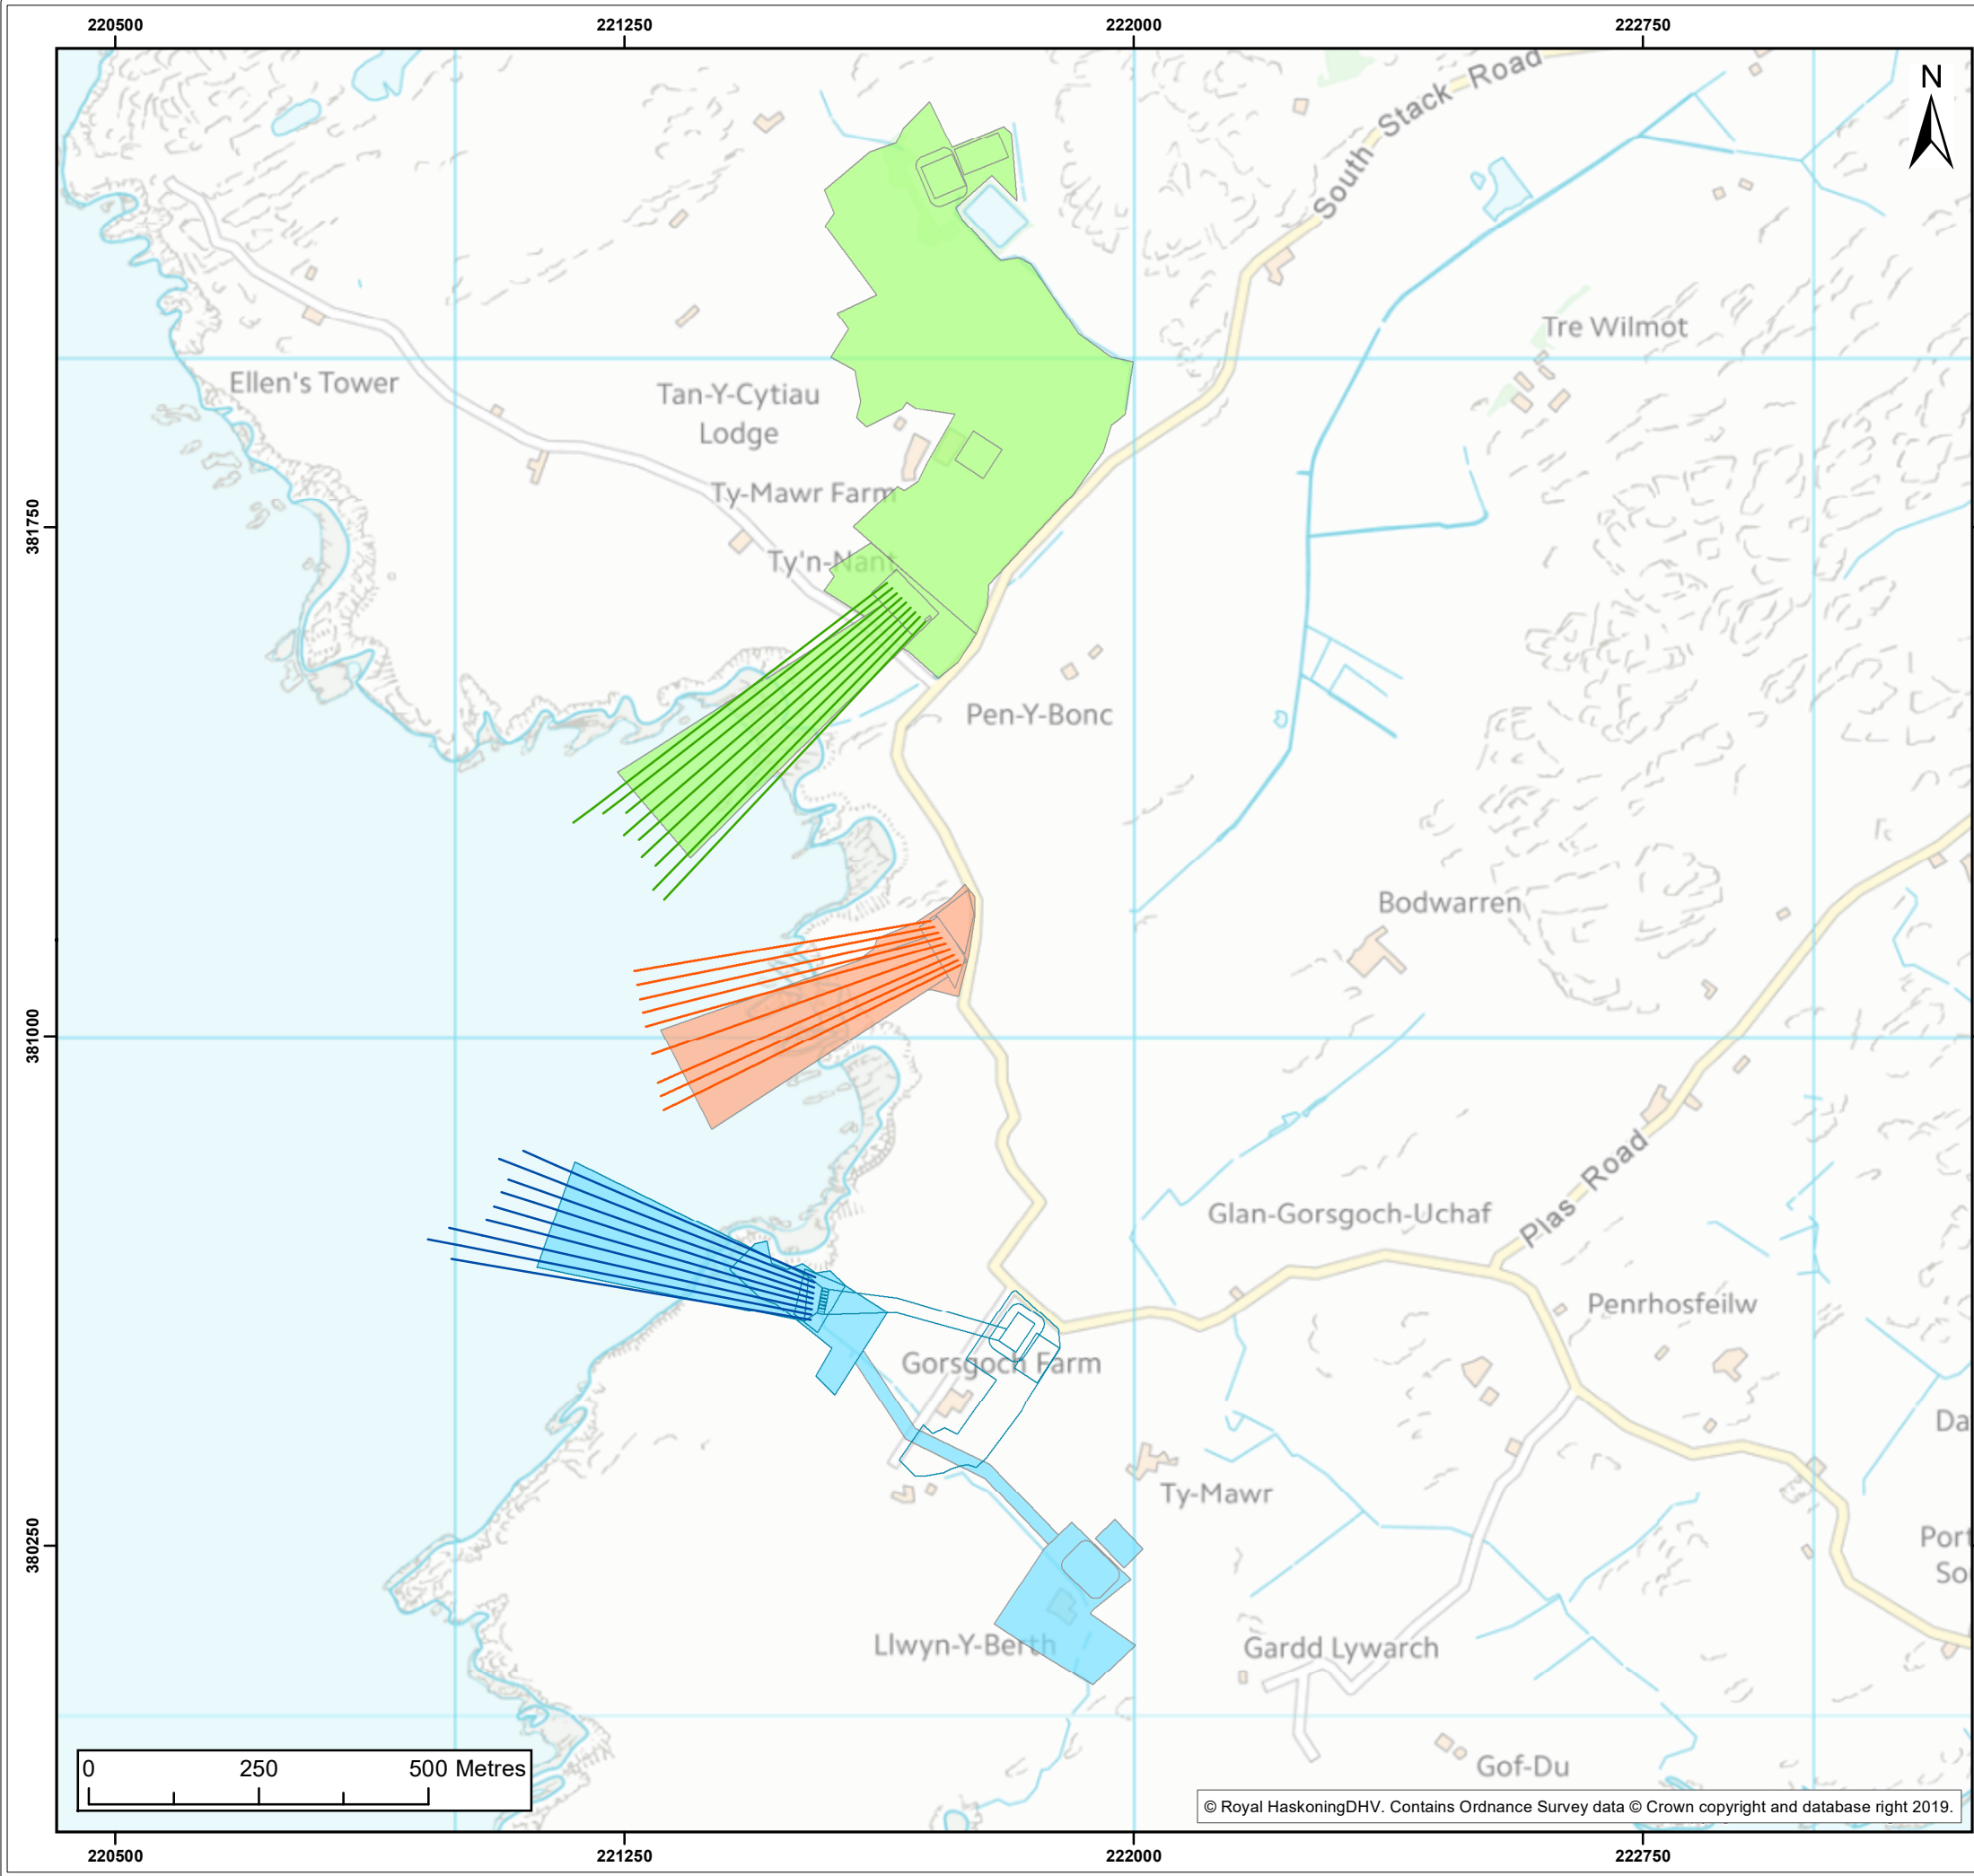 220500 221250 222000 222750
N
South Stack Road
Tre Wilmot
Ellen's Tower
Tan-Y-Cytiau
Lodge
Ty-Mawr Farm
381750
Ty'n-Nant
Pen-Y-Bonc
Bodwarren
381000
Plas Road
Glan-Gorsgoch-Uchaf
Penrhosfeilw
Gorsgoch Farm
Da
Ty-Mawr
380250
Port
So
Llwyn-Y-Berth
Gardd Lywarch
Gof-Du
0 250 500 Metres
© Royal HaskoningDHV. Contains Ordnance Survey data © Crown copyright and database right 2019.
220500 221250 222000 222750